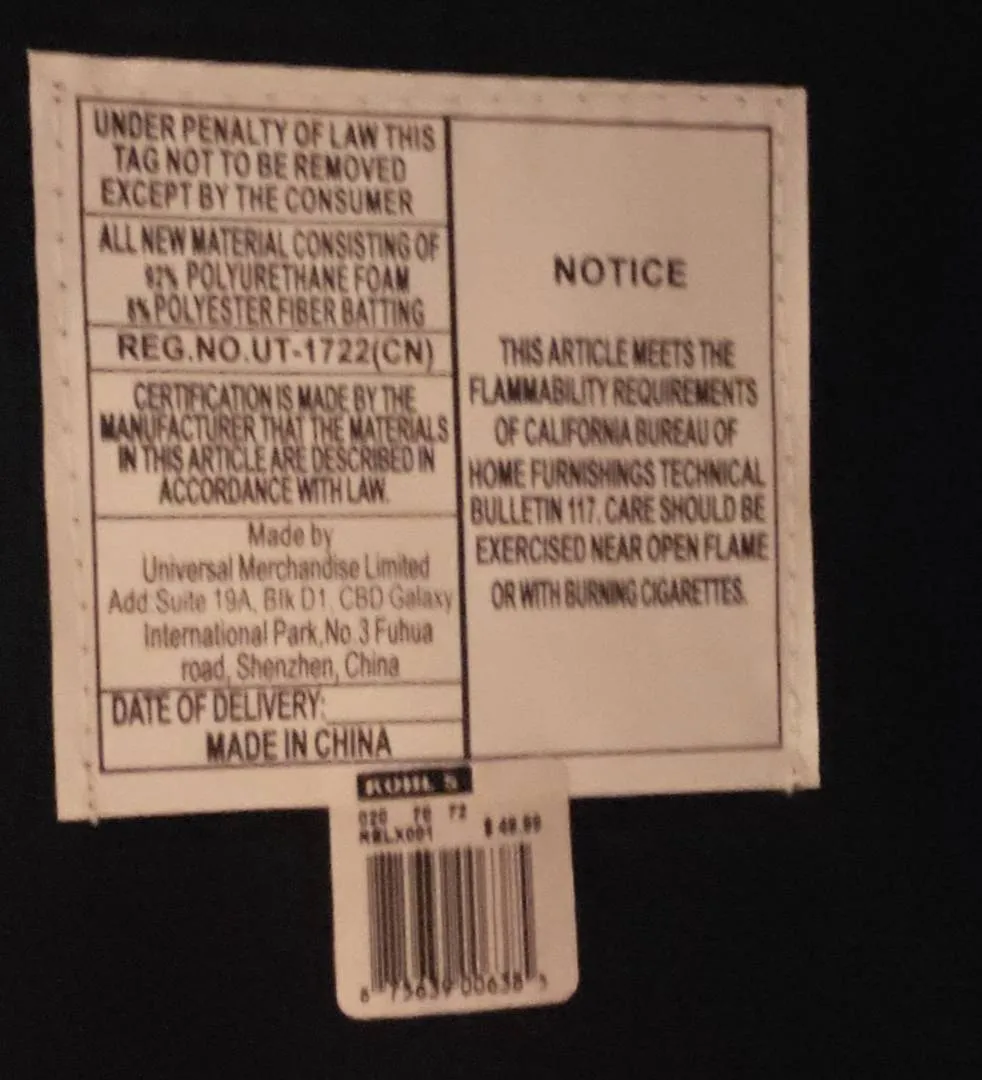 UNDER PENALTY OF LAW THIS
TAG NOT TO BE REMOVED
EXCEPT BY THE CONSUMER
ALL NEW MATERIAL CONSISTING OF
92% POLYURETHANE FOAM
8% POLYESTER FIBER BATTING
REG.NO.UT-1722(CN)
CERTIFICATION IS MADE BY THE
MANUFACTURER THAT THE MATERIALS
IN THIS ARTICLE ARE DESCRIBED IN
ACCORDANCE WITH LAW.
Made by
Universal Merchandise Limited
Add:Suite 19A, Blk D1, CBD Galaxy
International Park,No.3 Fuhua
road, Shenzhen, China
DATE OF DELIVERY:
MADE IN CHINA
NOTICE
THIS ARTICLE MEETS THE
FLAMMABILITY REQUIREMENTS
OF CALIFORNIA BUREAU OF
HOME FURNISHINGS TECHNICAL
BULLETIN 117. CARE SHOULD BE
EXERCISED NEAR OPEN FLAME
OR WITH BURNING CIGARETTES.
KOHL'S
020 76 72
$ 49.99